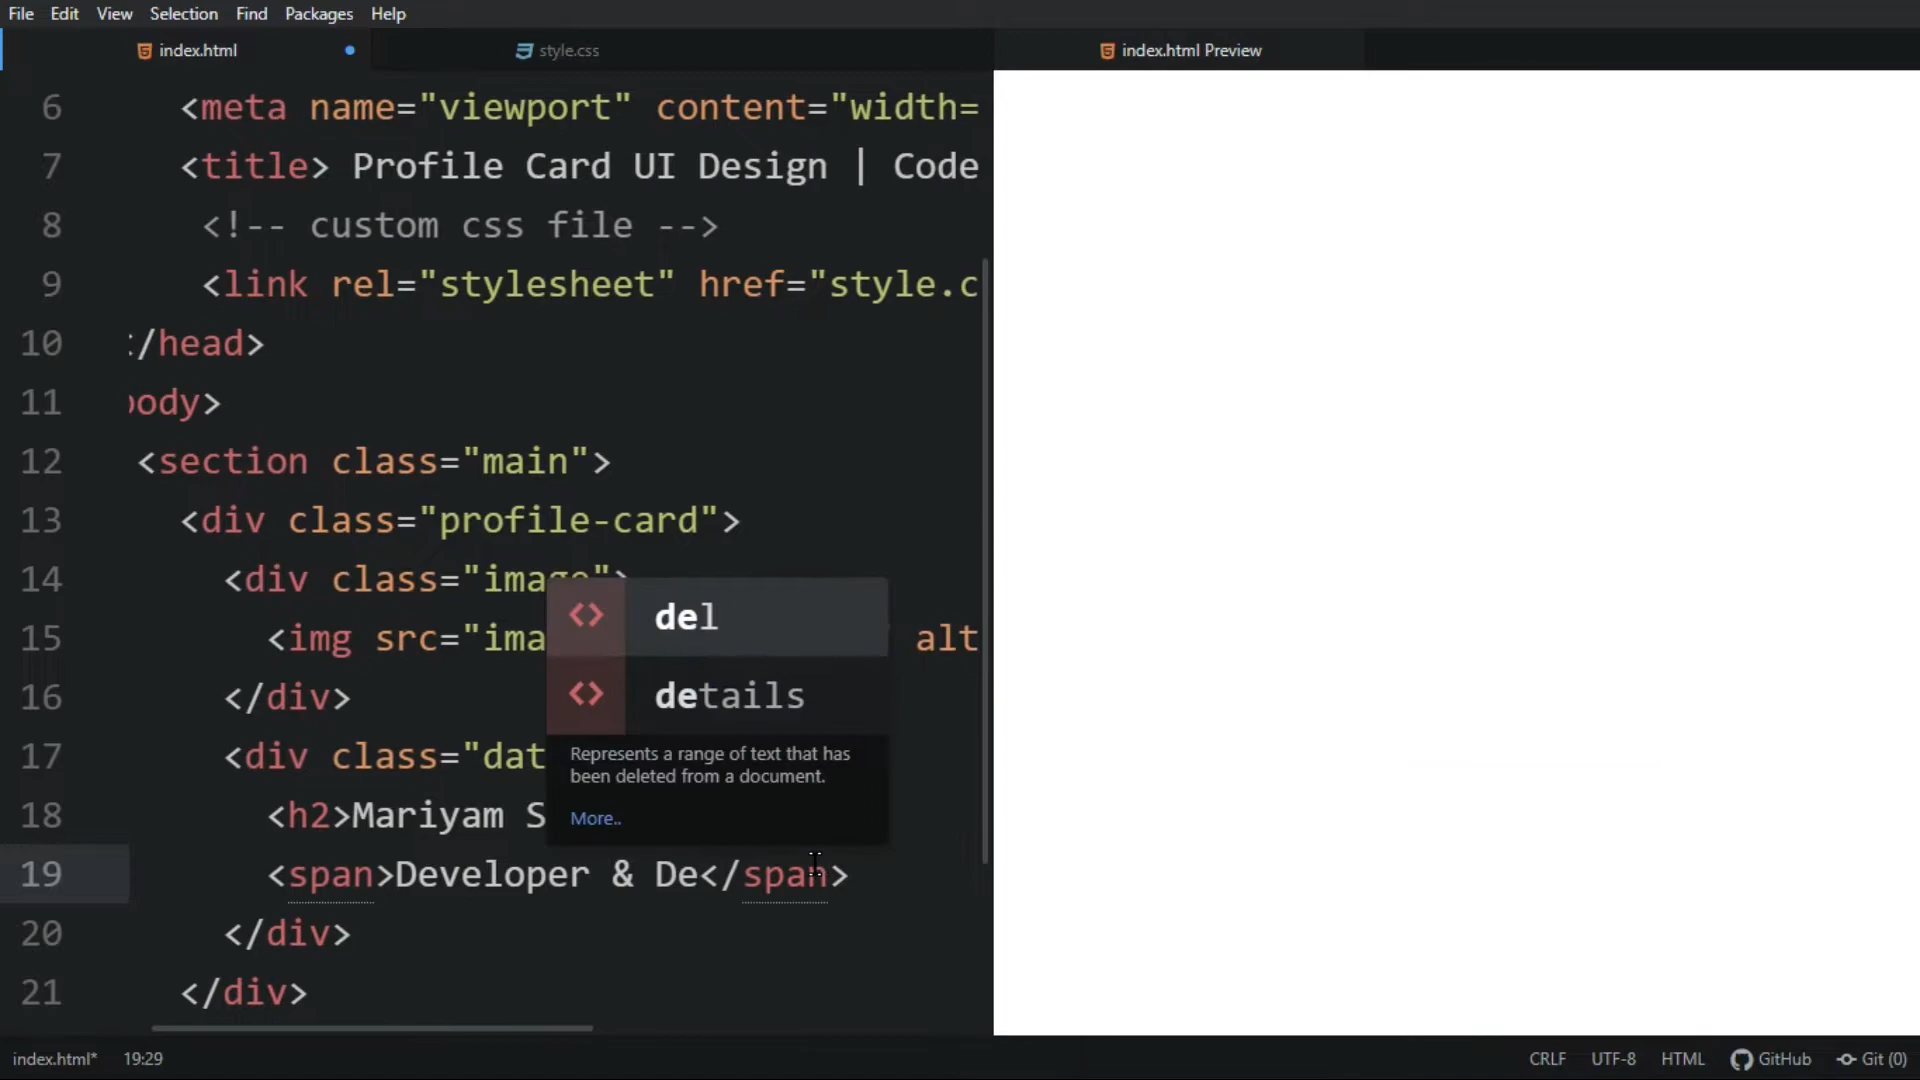 File Edit View Selection Find Packages Help
index.html style.css index.html Preview
6 <meta name="viewport" content="width=
7 <title> Profile Card UI Design | Code
8 <!-- custom css file -->
9 <link rel="stylesheet" href="style.c
10 /head>
11 ody>
12 <section class="main">
13 <div class="profile-card">
14 <div class="image">
15 <img src="ima alt
16 </div>
17 <div class="dat
18 <h2>Mariyam S
19 <span>Developer & De</span>
20 </div>
21 </div>
<> del
<> details
Represents a range of text that has
been deleted from a document.
More..
index.html* 19:29 CRLF UTF-8 HTML GitHub Git (0)